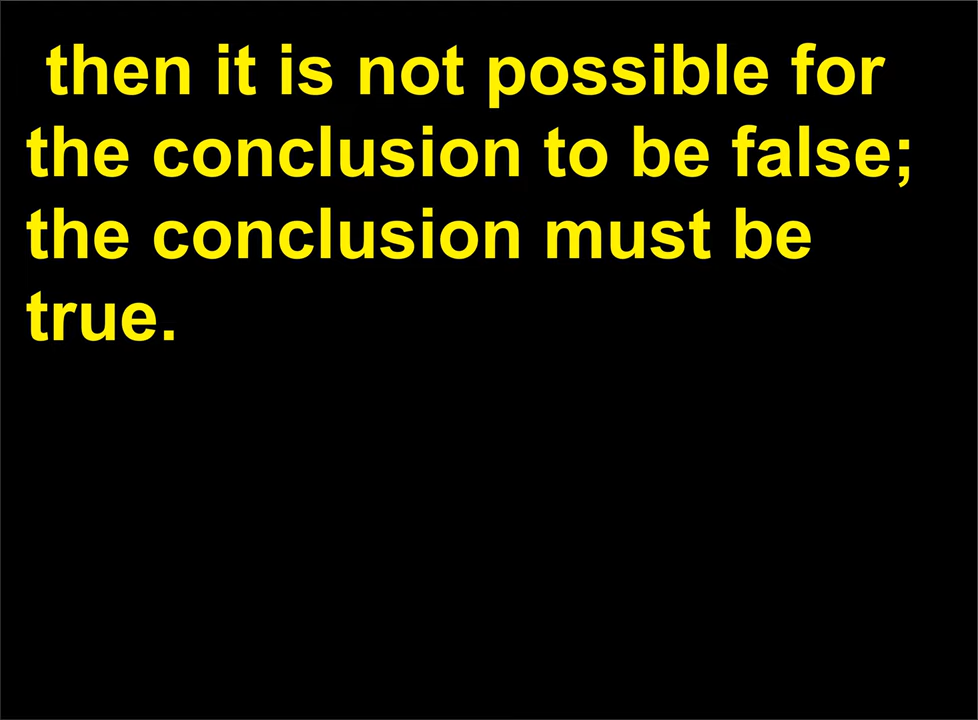 then it is not possible for
the conclusion to be false;
the conclusion must be
true.